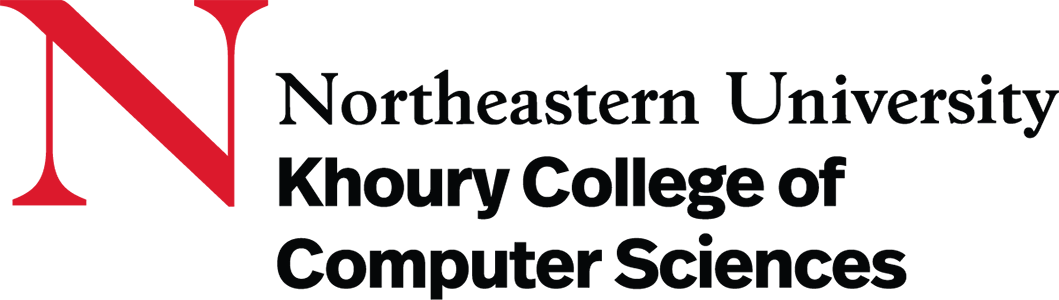 N
Northeastern University
Khoury College of
Computer Sciences